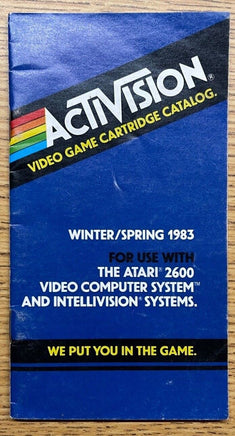 ACTIVISION®
VIDEO GAME CARTRIDGE CATALOG.
WINTER/SPRING 1983
FOR USE WITH
THE ATARI® 2600
VIDEO COMPUTER SYSTEM™
AND INTELLIVISION® SYSTEMS.
WE PUT YOU IN THE GAME.